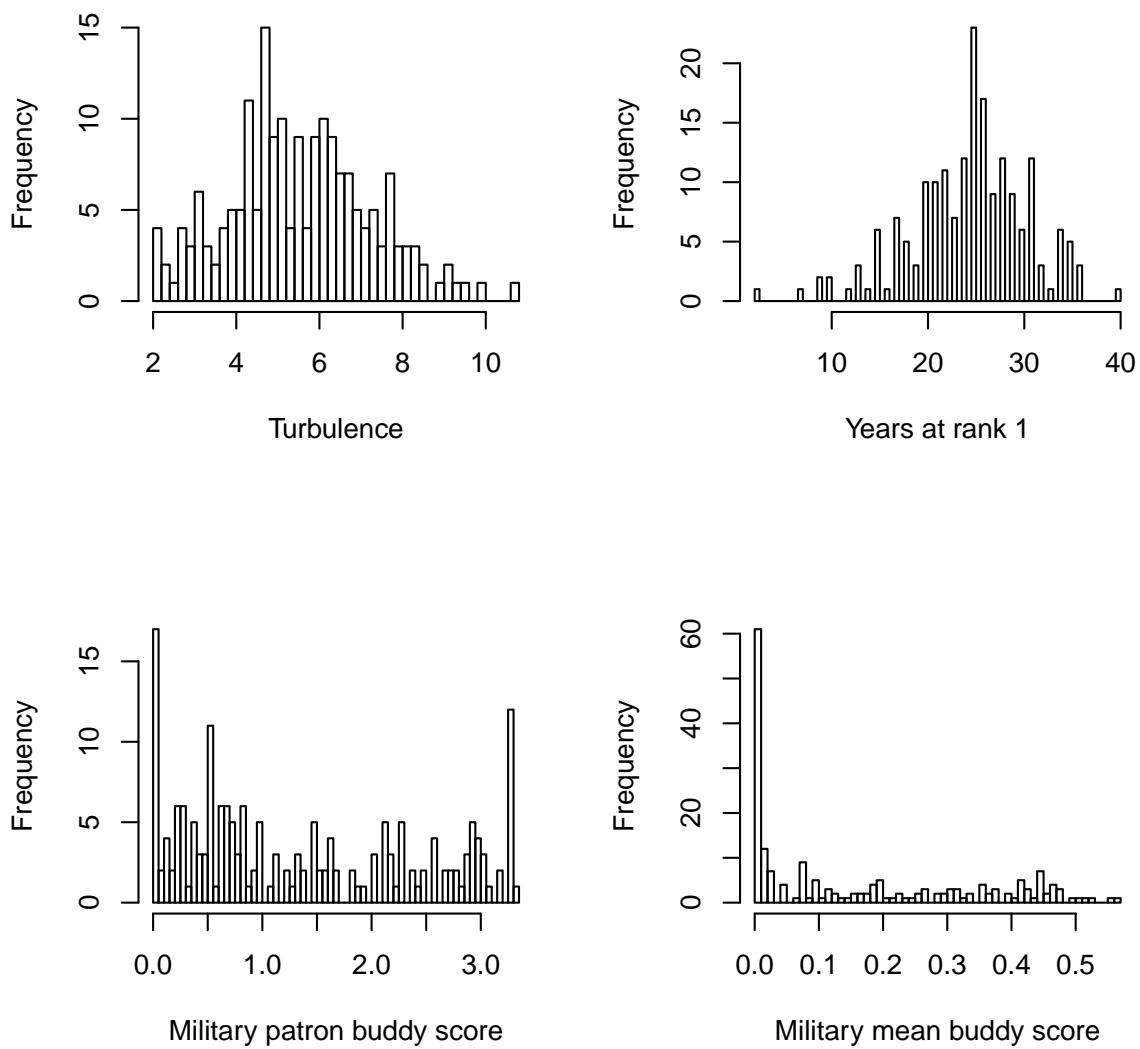 Frequency
15
10
5
0
2 4 6 8 10
Turbulence
Frequency
20
15
10
5
0
10 20 30 40
Years at rank 1
Frequency
15
10
5
0
0.0 1.0 2.0 3.0
Military patron buddy score
Frequency
60
40
20
0
0.0 0.1 0.2 0.3 0.4 0.5
Military mean buddy score